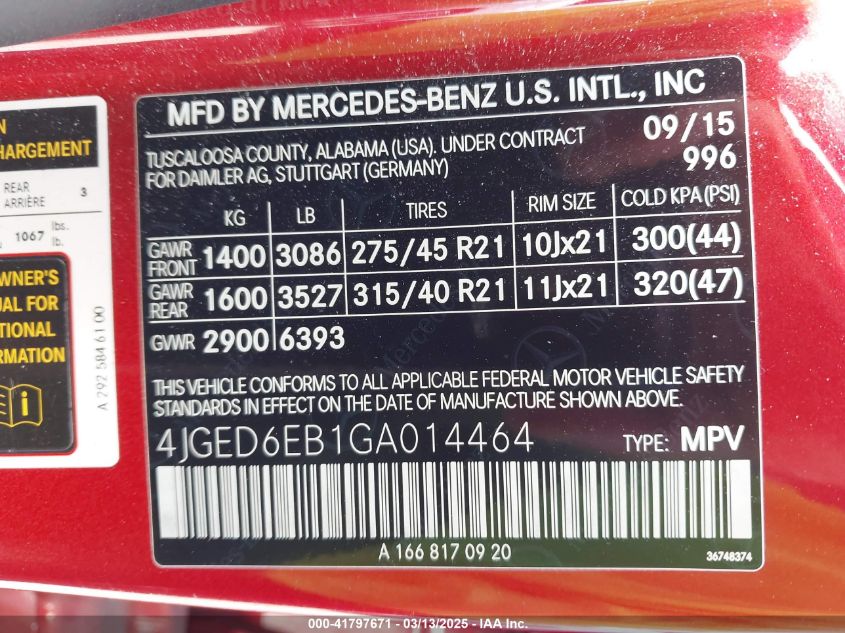 N
HARGEMENT
REAR 3
ARRIÈRE
1067 lbs.
lb.
WNER'S
UAL FOR
TIONAL
RMATION
A 292 584 61 00
MFD BY MERCEDES-BENZ U.S. INTL., INC
TUSCALOOSA COUNTY, ALABAMA (USA). UNDER CONTRACT 09/15
FOR DAIMLER AG, STUTTGART (GERMANY) 996
KG LB TIRES RIM SIZE COLD KPA (PSI)
GAWR FRONT 1400 3086 275/45 R21 10Jx21 300(44)
GAWR REAR 1600 3527 315/40 R21 11Jx21 320(47)
GVWR 2900 6393
THIS VEHICLE CONFORMS TO ALL APPLICABLE FEDERAL MOTOR VEHICLE SAFETY
STANDARDS IN EFFECT ON THE DATE OF MANUFACTURE SHOWN ABOVE.
4JGED6EB1GA014464 TYPE: MPV
A 166 817 09 20 36748374
000-41797671 - 03/13/2025 - IAA Inc.